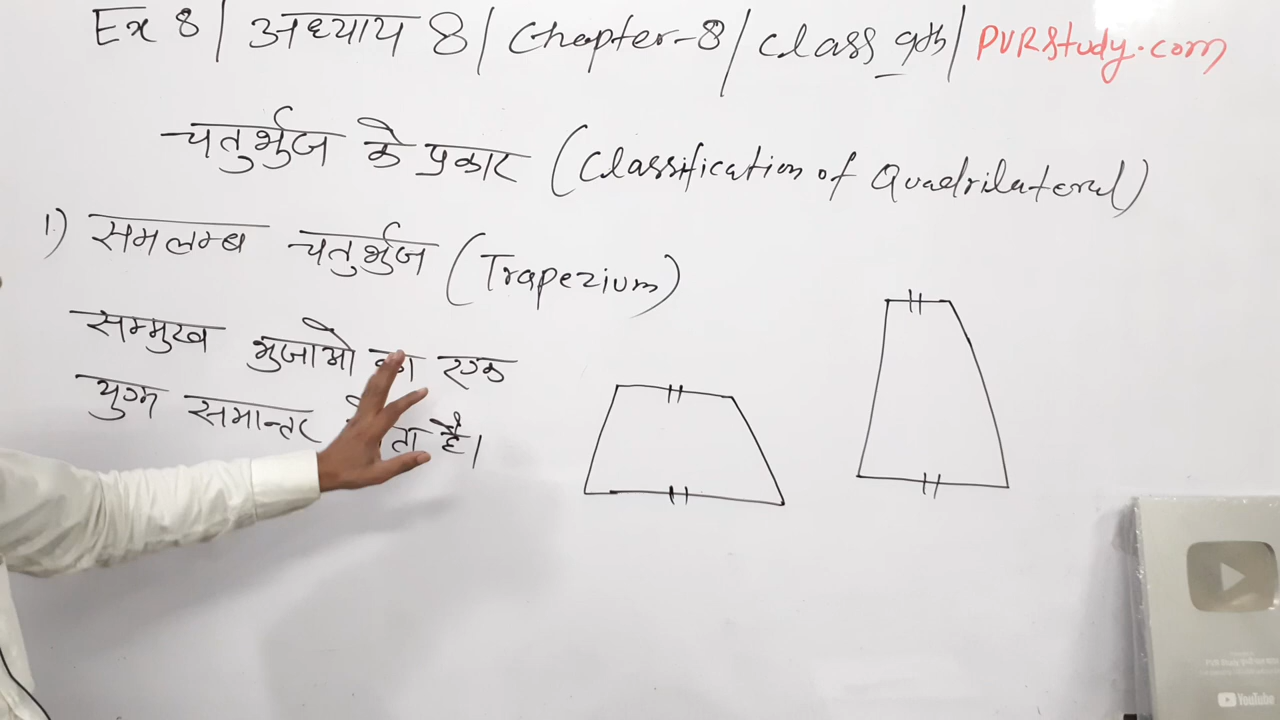 Ex 8 | अध्याय 8 | Chapter-8 | Class 9th | PVRStudy.com
चतुर्भुज के प्रकार (Classification of Quadrilateral)
1.) समलम्ब चतुर्भुज (Trapezium)
सम्मुख भुजाओ का एक
युग्म समान्तर है।
YouTube